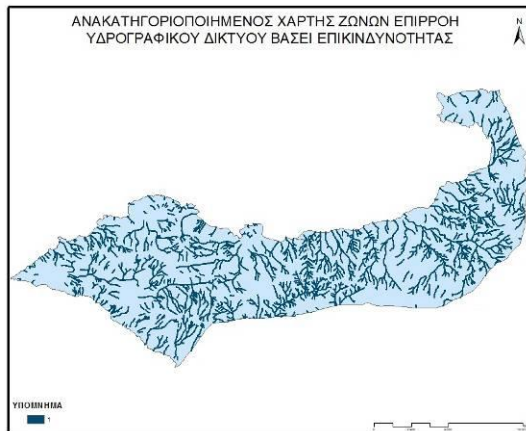 ΑΝΑΚΑΤΗΓΟΡΙΟΠΟΙΗΜΕΝΟΣ ΧΑΡΤΗΣ ΖΩΝΩΝ ΕΠΙΡΡΟΗ
ΥΔΡΟΓΡΑΦΙΚΟΥ ΔΙΚΤΥΟΥ ΒΑΣΕΙ ΕΠΙΚΙΝΔΥΝΟΤΗΤΑΣ
N
ΥΠΟΜΝΗΜΑ
1